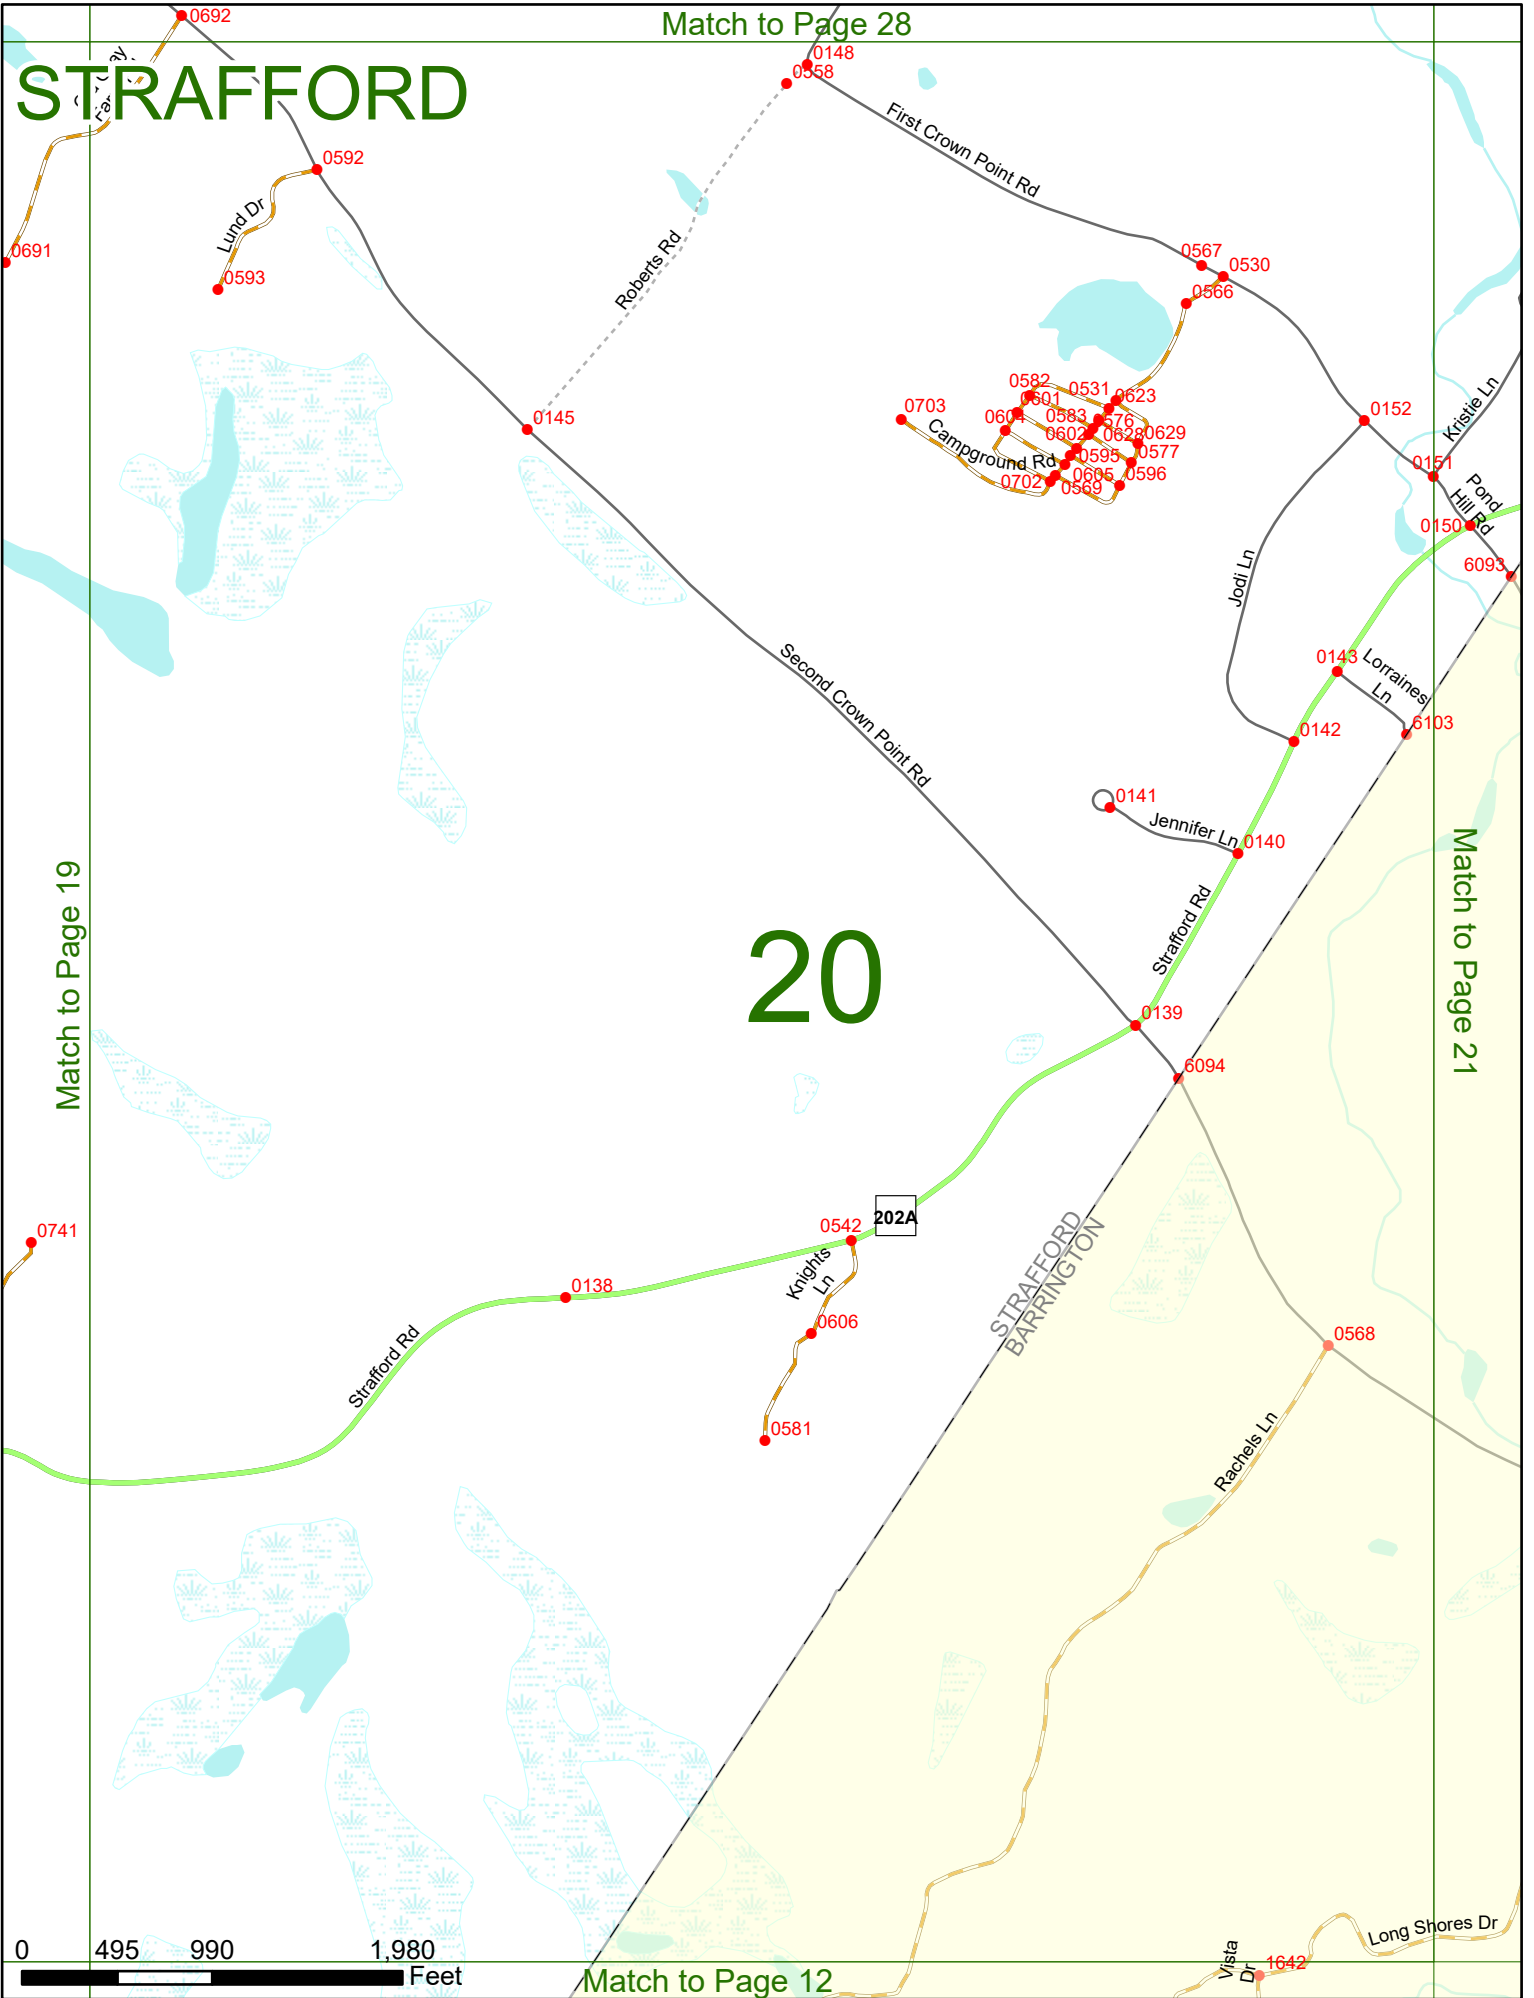 Match to Page 28
0692
0148
0558
STRAFFORD
First Crown Point Rd
0592
Lund Dr
0691
0593
Roberts Rd
0567
0530
0566
0582
0531
0623
0601
0703
0604
0583
0576
0145
0152
Kristie Ln
0602
0628
0629
Campground Rd
0595
0577
0702
0569
0605
0596
0151
Pond
Hill Rd
0150
6093
Jodi Ln
Second Crown Point Rd
0143
Lorraines
Ln
0142
6103
0141
Jennifer Ln
0140
Match to Page 19
Match to Page 21
20
Strafford Rd
0139
6094
202A
STRAFFORD
BARRINGTON
0741
0542
Knights
Ln
0138
0606
0568
Strafford Rd
0581
Rachels Ln
Long Shores Dr
Vista
Dr
1642
0 495 990 1,980
Feet
Match to Page 12